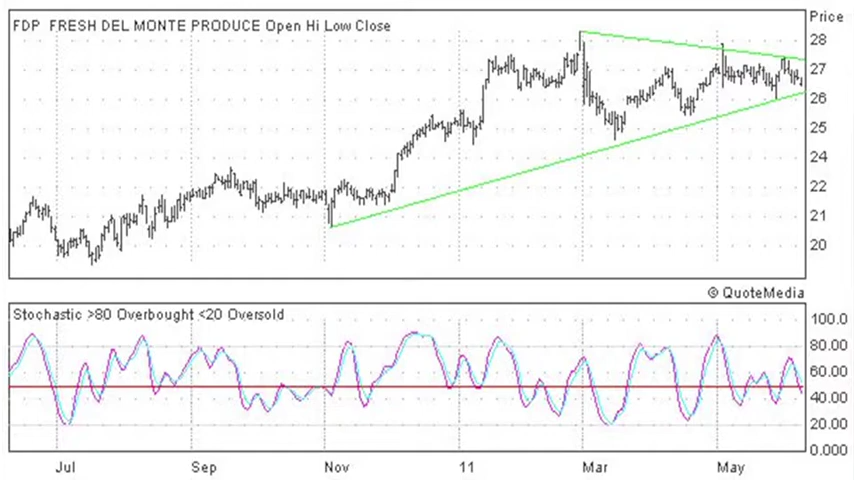 Price
FDP FRESH DEL MONTE PRODUCE Open Hi Low Close
28
27
26
25
24
22
21
20
© QuoteMedia
Stochastic >80 Overbought <20 Oversold
100.0
80.00
60.00
40.00
20.00
0.000
Jul Sep Nov 11 Mar May